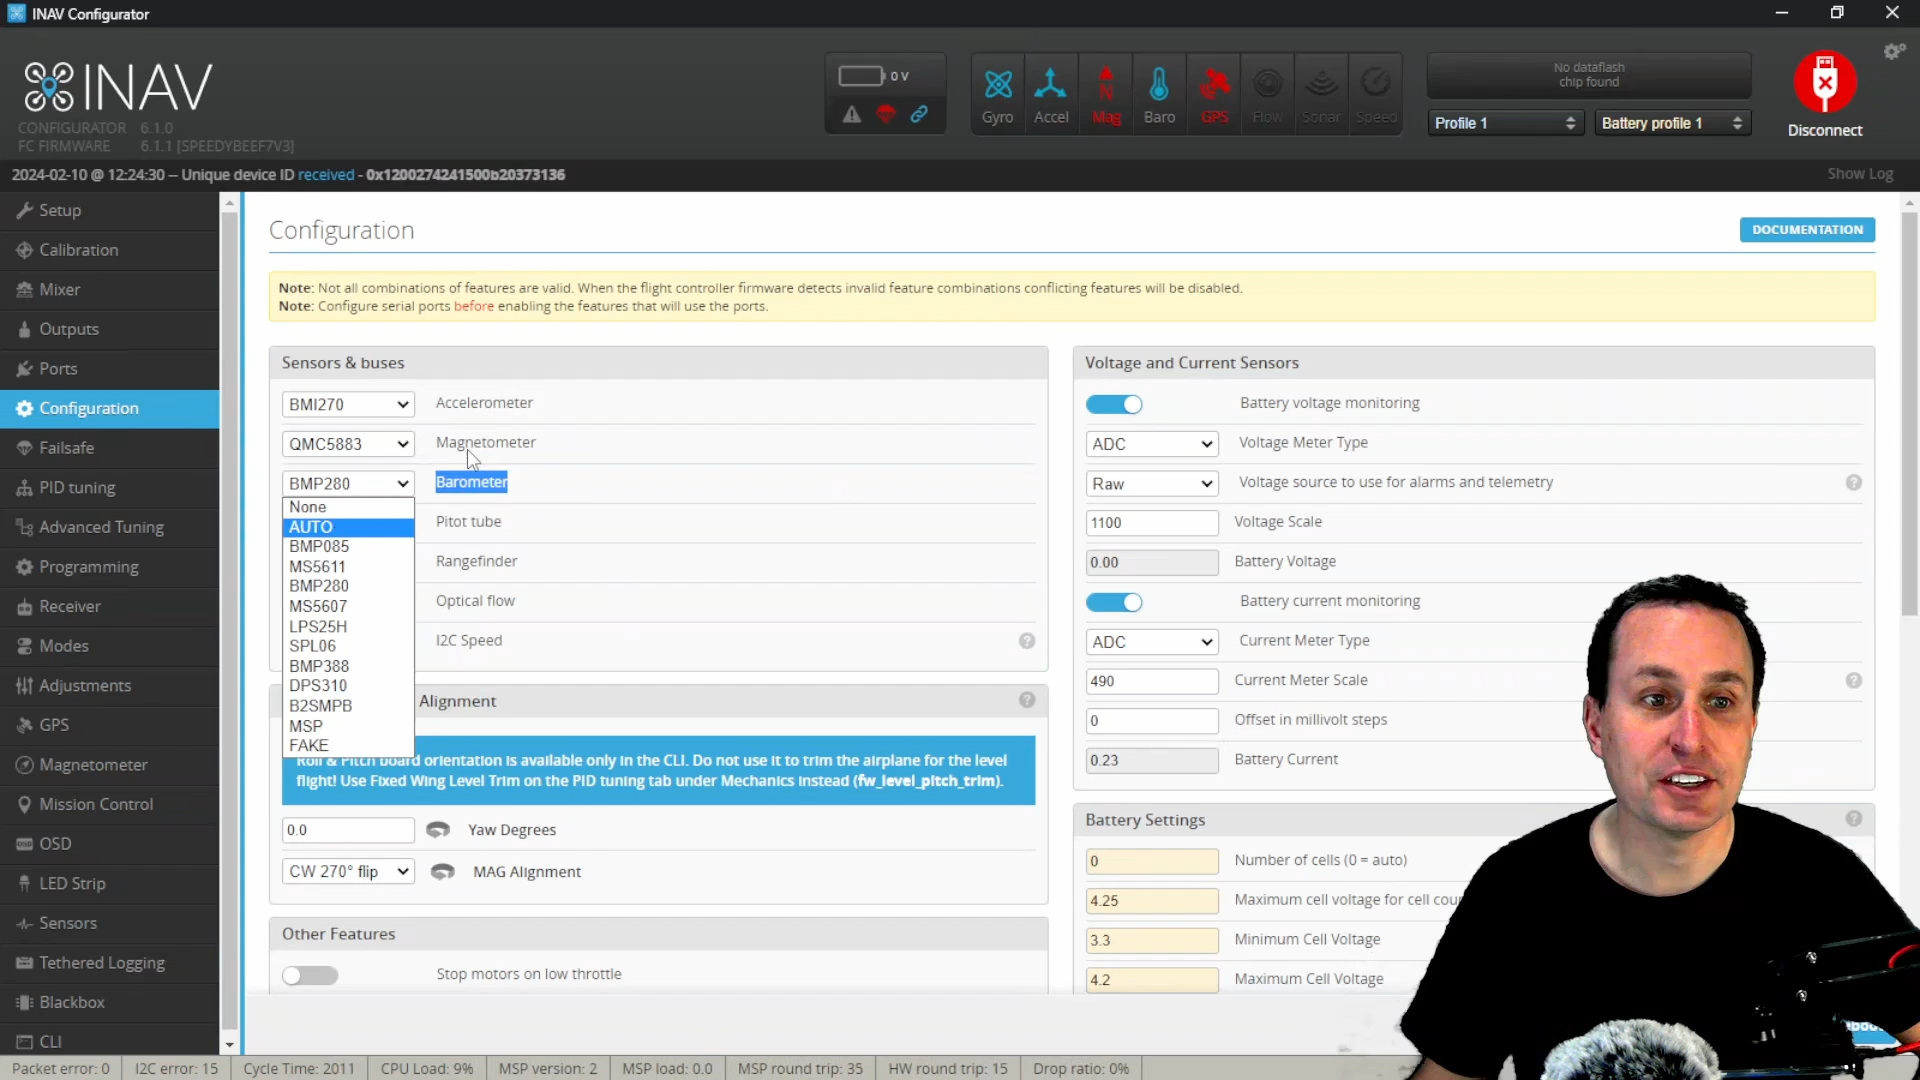 INAV Configurator
INAV
CONFIGURATOR 6.1.0
FC FIRMWARE 6.1.1 [SPEEDYBEEF7V3]
0 V
Gyro
Accel
Mag
Baro
GPS
Flow
Sonar
Speed
No dataflash
chip found
Profile 1
Battery profile 1
Disconnect
2024-02-10 @ 12:24:30 -- Unique device ID received - 0x1200274241500b20373136
Show Log
Setup
Calibration
Mixer
Outputs
Ports
Configuration
Failsafe
PID tuning
Advanced Tuning
Programming
Receiver
Modes
Adjustments
GPS
Magnetometer
Mission Control
OSD
LED Strip
Sensors
Tethered Logging
Blackbox
CLI
Configuration
DOCUMENTATION
Note: Not all combinations of features are valid. When the flight controller firmware detects invalid feature combinations conflicting features will be disabled.
Note: Configure serial ports before enabling the features that will use the ports.
Sensors & buses
BMI270 Accelerometer
QMC5883 Magnetometer
BMP280 Barometer
None
AUTO
BMP085
MS5611
BMP280
MS5607
LPS25H
SPL06
BMP388
DPS310
B2SMPB
MSP
FAKE
Pitot tube
Rangefinder
Optical flow
I2C Speed
Alignment
Roll & Pitch board orientation is available only in the CLI. Do not use it to trim the airplane for the level
flight! Use Fixed Wing Level Trim on the PID tuning tab under Mechanics instead (fw_level_pitch_trim).
0.0 Yaw Degrees
CW 270° flip MAG Alignment
Other Features
Stop motors on low throttle
Voltage and Current Sensors
Battery voltage monitoring
ADC Voltage Meter Type
Raw Voltage source to use for alarms and telemetry
1100 Voltage Scale
0.00 Battery Voltage
Battery current monitoring
ADC Current Meter Type
490 Current Meter Scale
0 Offset in millivolt steps
0.23 Battery Current
Battery Settings
0 Number of cells (0 = auto)
4.25 Maximum cell voltage for cell
3.3 Minimum Cell Voltage
4.2 Maximum Cell Voltage
Packet error: 0
I2C error: 15
Cycle Time: 2011
CPU Load: 9%
MSP version: 2
MSP load: 0.0
MSP round trip: 35
HW round trip: 15
Drop ratio: 0%